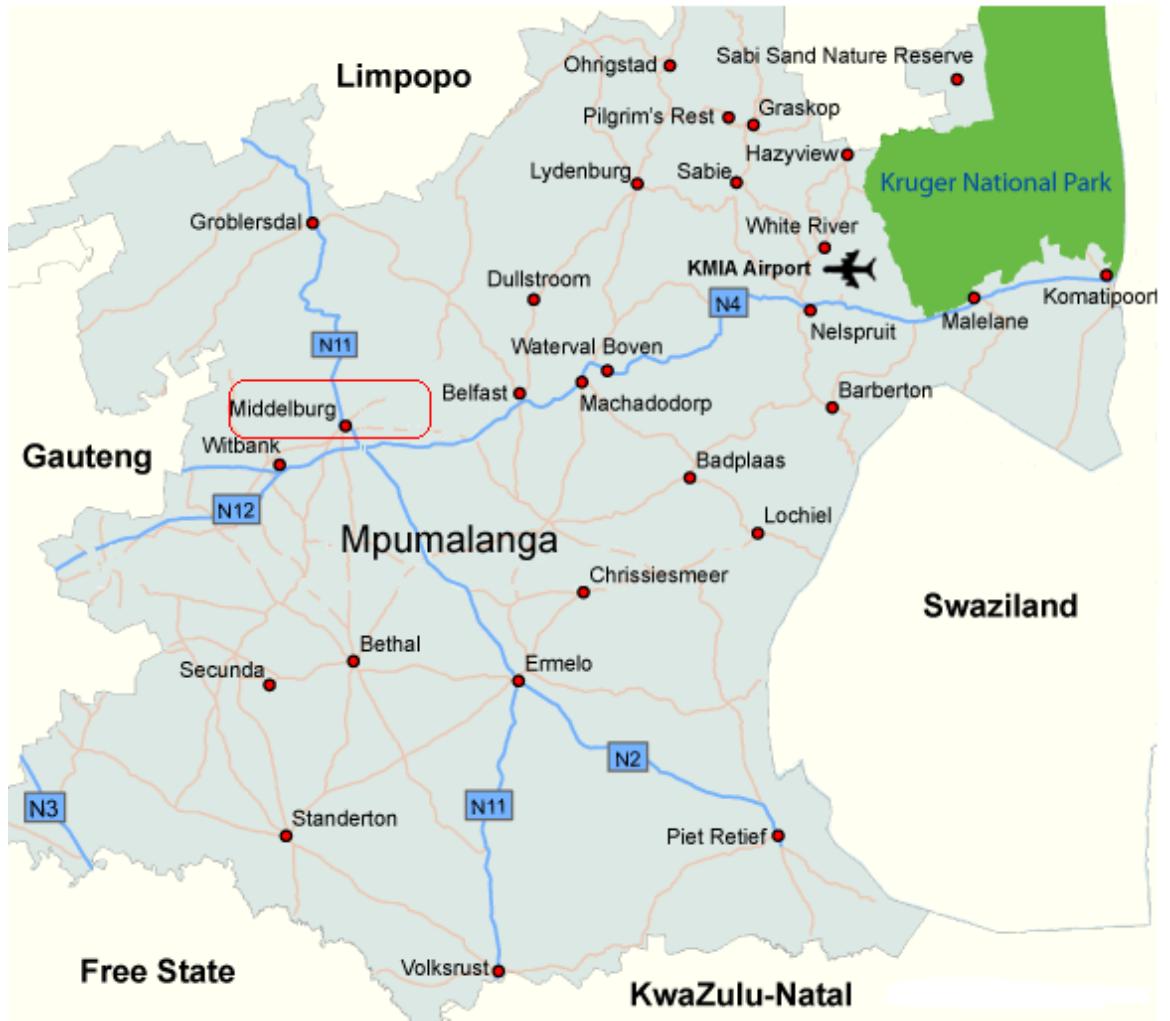 Ohrigstad
Sabi Sand Nature Reserve
Limpopo
Pilgrim's Rest
Graskop
Hazyview
Lydenburg
Sabie
Kruger National Park
Groblersdal
White River
KMIA Airport
Dullstroom
Komatipoort
N4
Malelane
Nelspruit
N11
Waterval Boven
Belfast
Machadodorp
Barberton
Middelburg
Witbank
Gauteng
Badplaas
N12
Lochiel
Mpumalanga
Chrissiesmeer
Swaziland
Bethal
Secunda
Ermelo
N2
N3
N11
Standerton
Piet Retief
Free State
Volksrust
KwaZulu-Natal